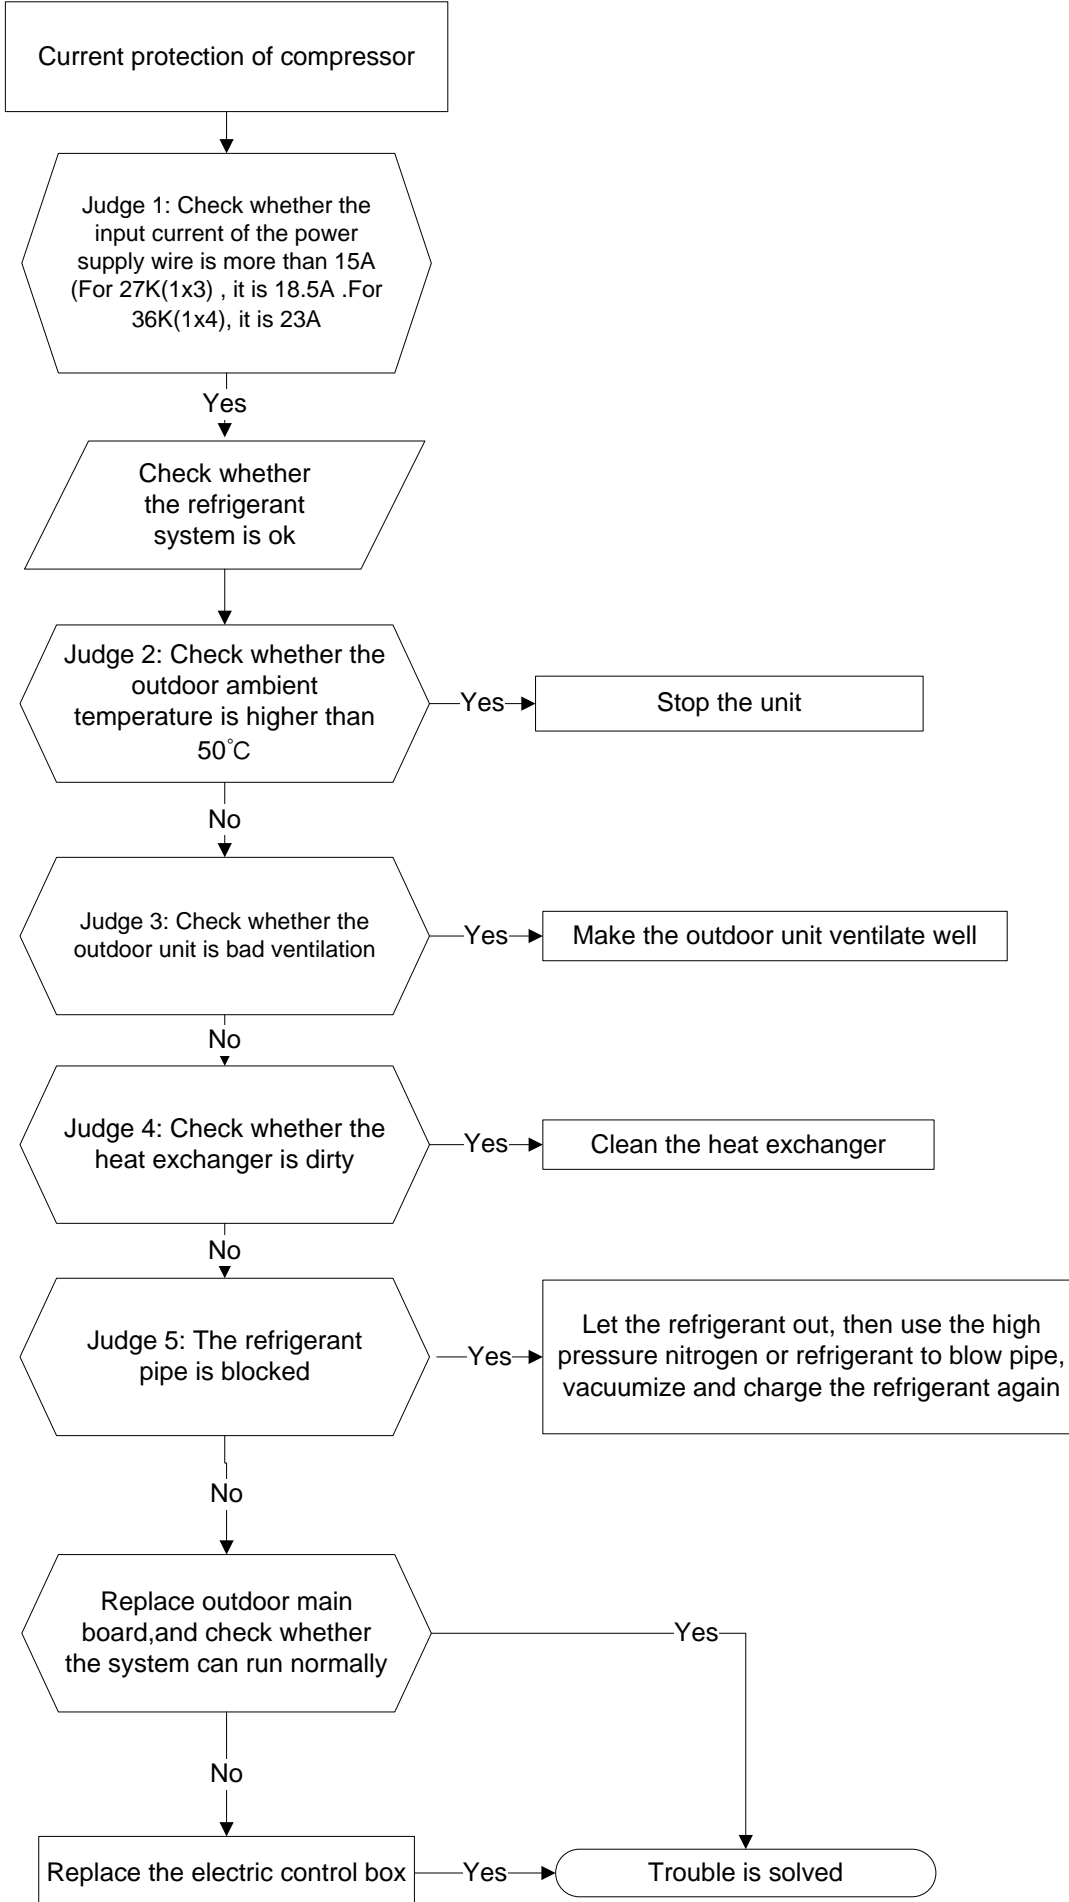 Current protection of compressor
Judge 1: Check whether the
input current of the power
supply wire is more than 15A
(For 27K(1x3) , it is 18.5A .For
36K(1x4), it is 23A
Yes
Check whether
the refrigerant
system is ok
Judge 2: Check whether the
outdoor ambient
temperature is higher than
50℃
Yes
Stop the unit
No
Judge 3: Check whether the
outdoor unit is bad ventilation
Yes
Make the outdoor unit ventilate well
No
Judge 4: Check whether the
heat exchanger is dirty
Yes
Clean the heat exchanger
No
Judge 5: The refrigerant
pipe is blocked
Yes
Let the refrigerant out, then use the high
pressure nitrogen or refrigerant to blow pipe,
vacuumize and charge the refrigerant again
No
Replace outdoor main
board,and check whether
the system can run normally
Yes
No
Replace the electric control box
Yes
Trouble is solved